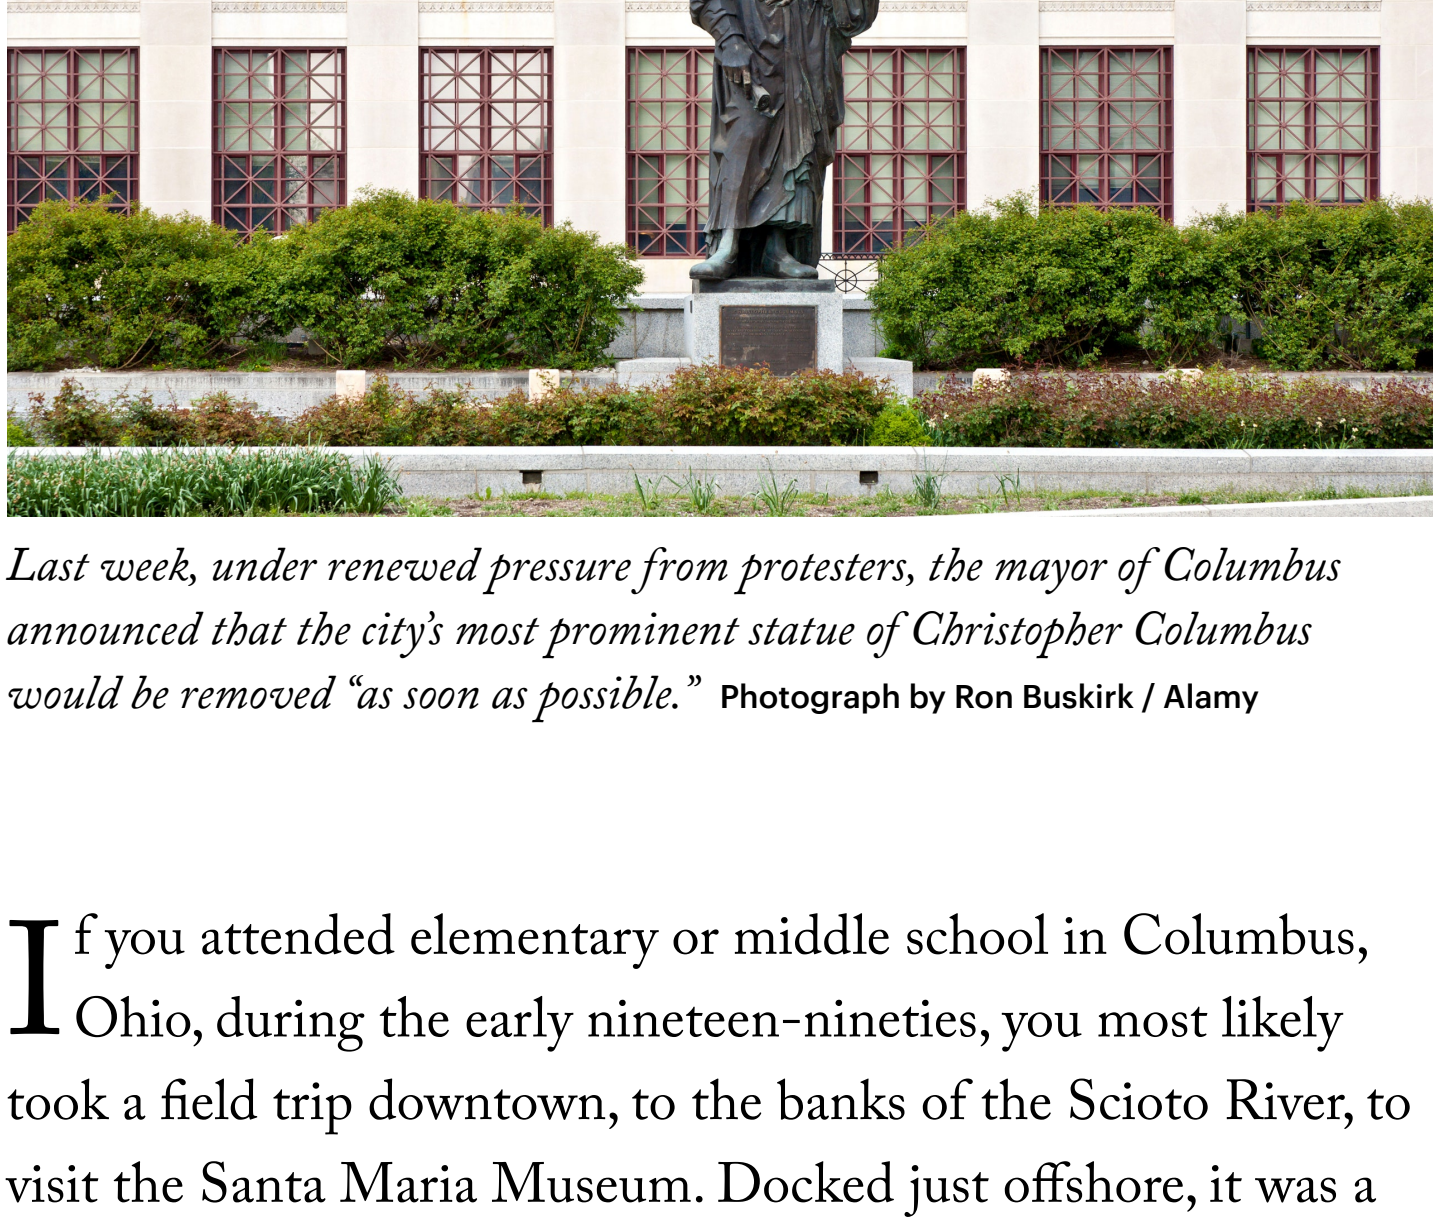 Last week, under renewed pressure from protesters, the mayor of Columbus
announced that the city’s most prominent statue of Christopher Columbus
would be removed “as soon as possible.” Photograph by Ron Buskirk / Alamy
If you attended elementary or middle school in Columbus,
Ohio, during the early nineteen-nineties, you most likely
took a field trip downtown, to the banks of the Scioto River, to
visit the Santa Maria Museum. Docked just offshore, it was a